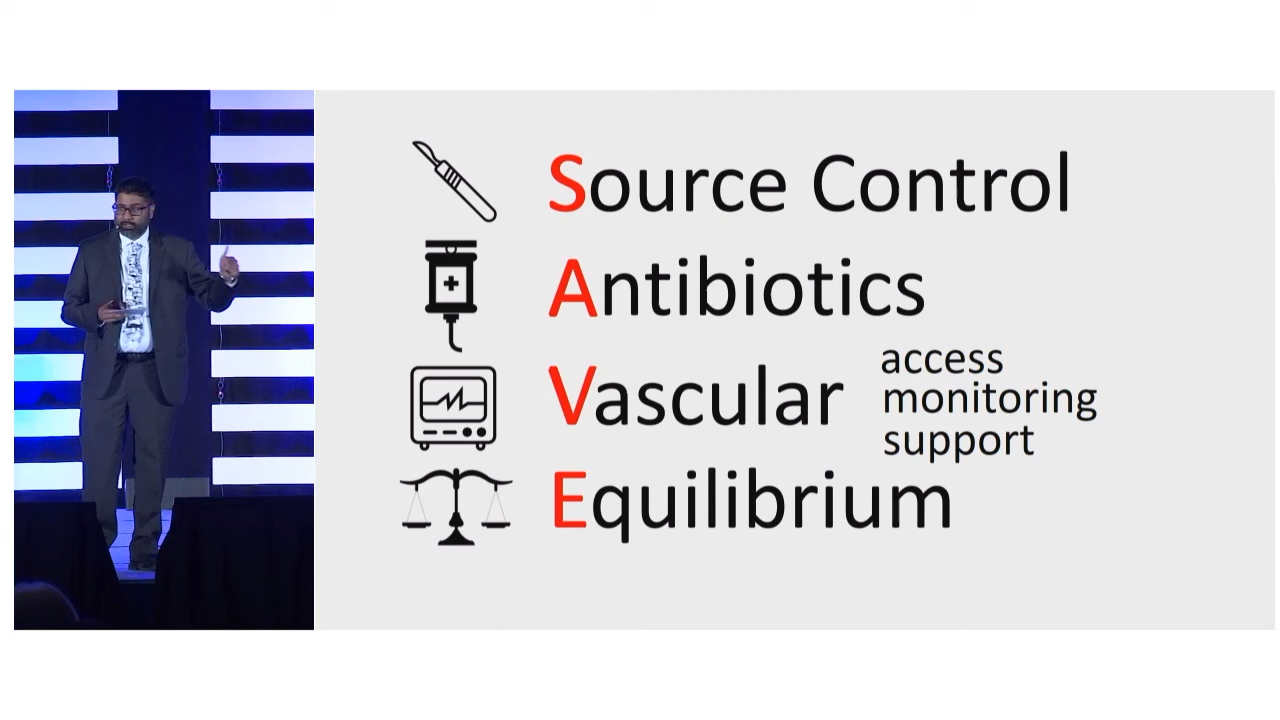 Source Control
Antibiotics
Vascular
access
monitoring
support
Equilibrium